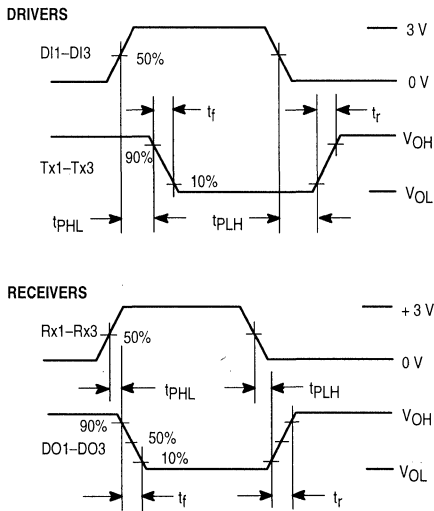 DRIVERS
3 V
DI1–DI3
50%
0 V
tf
tr
VOH
90%
Tx1–Tx3
10%
VOL
tPHL
tPLH
RECEIVERS
+ 3 V
Rx1–Rx3
50%
0 V
tPHL
tPLH
VOH
90%
50%
DO1–DO3
10%
VOL
tf
tr